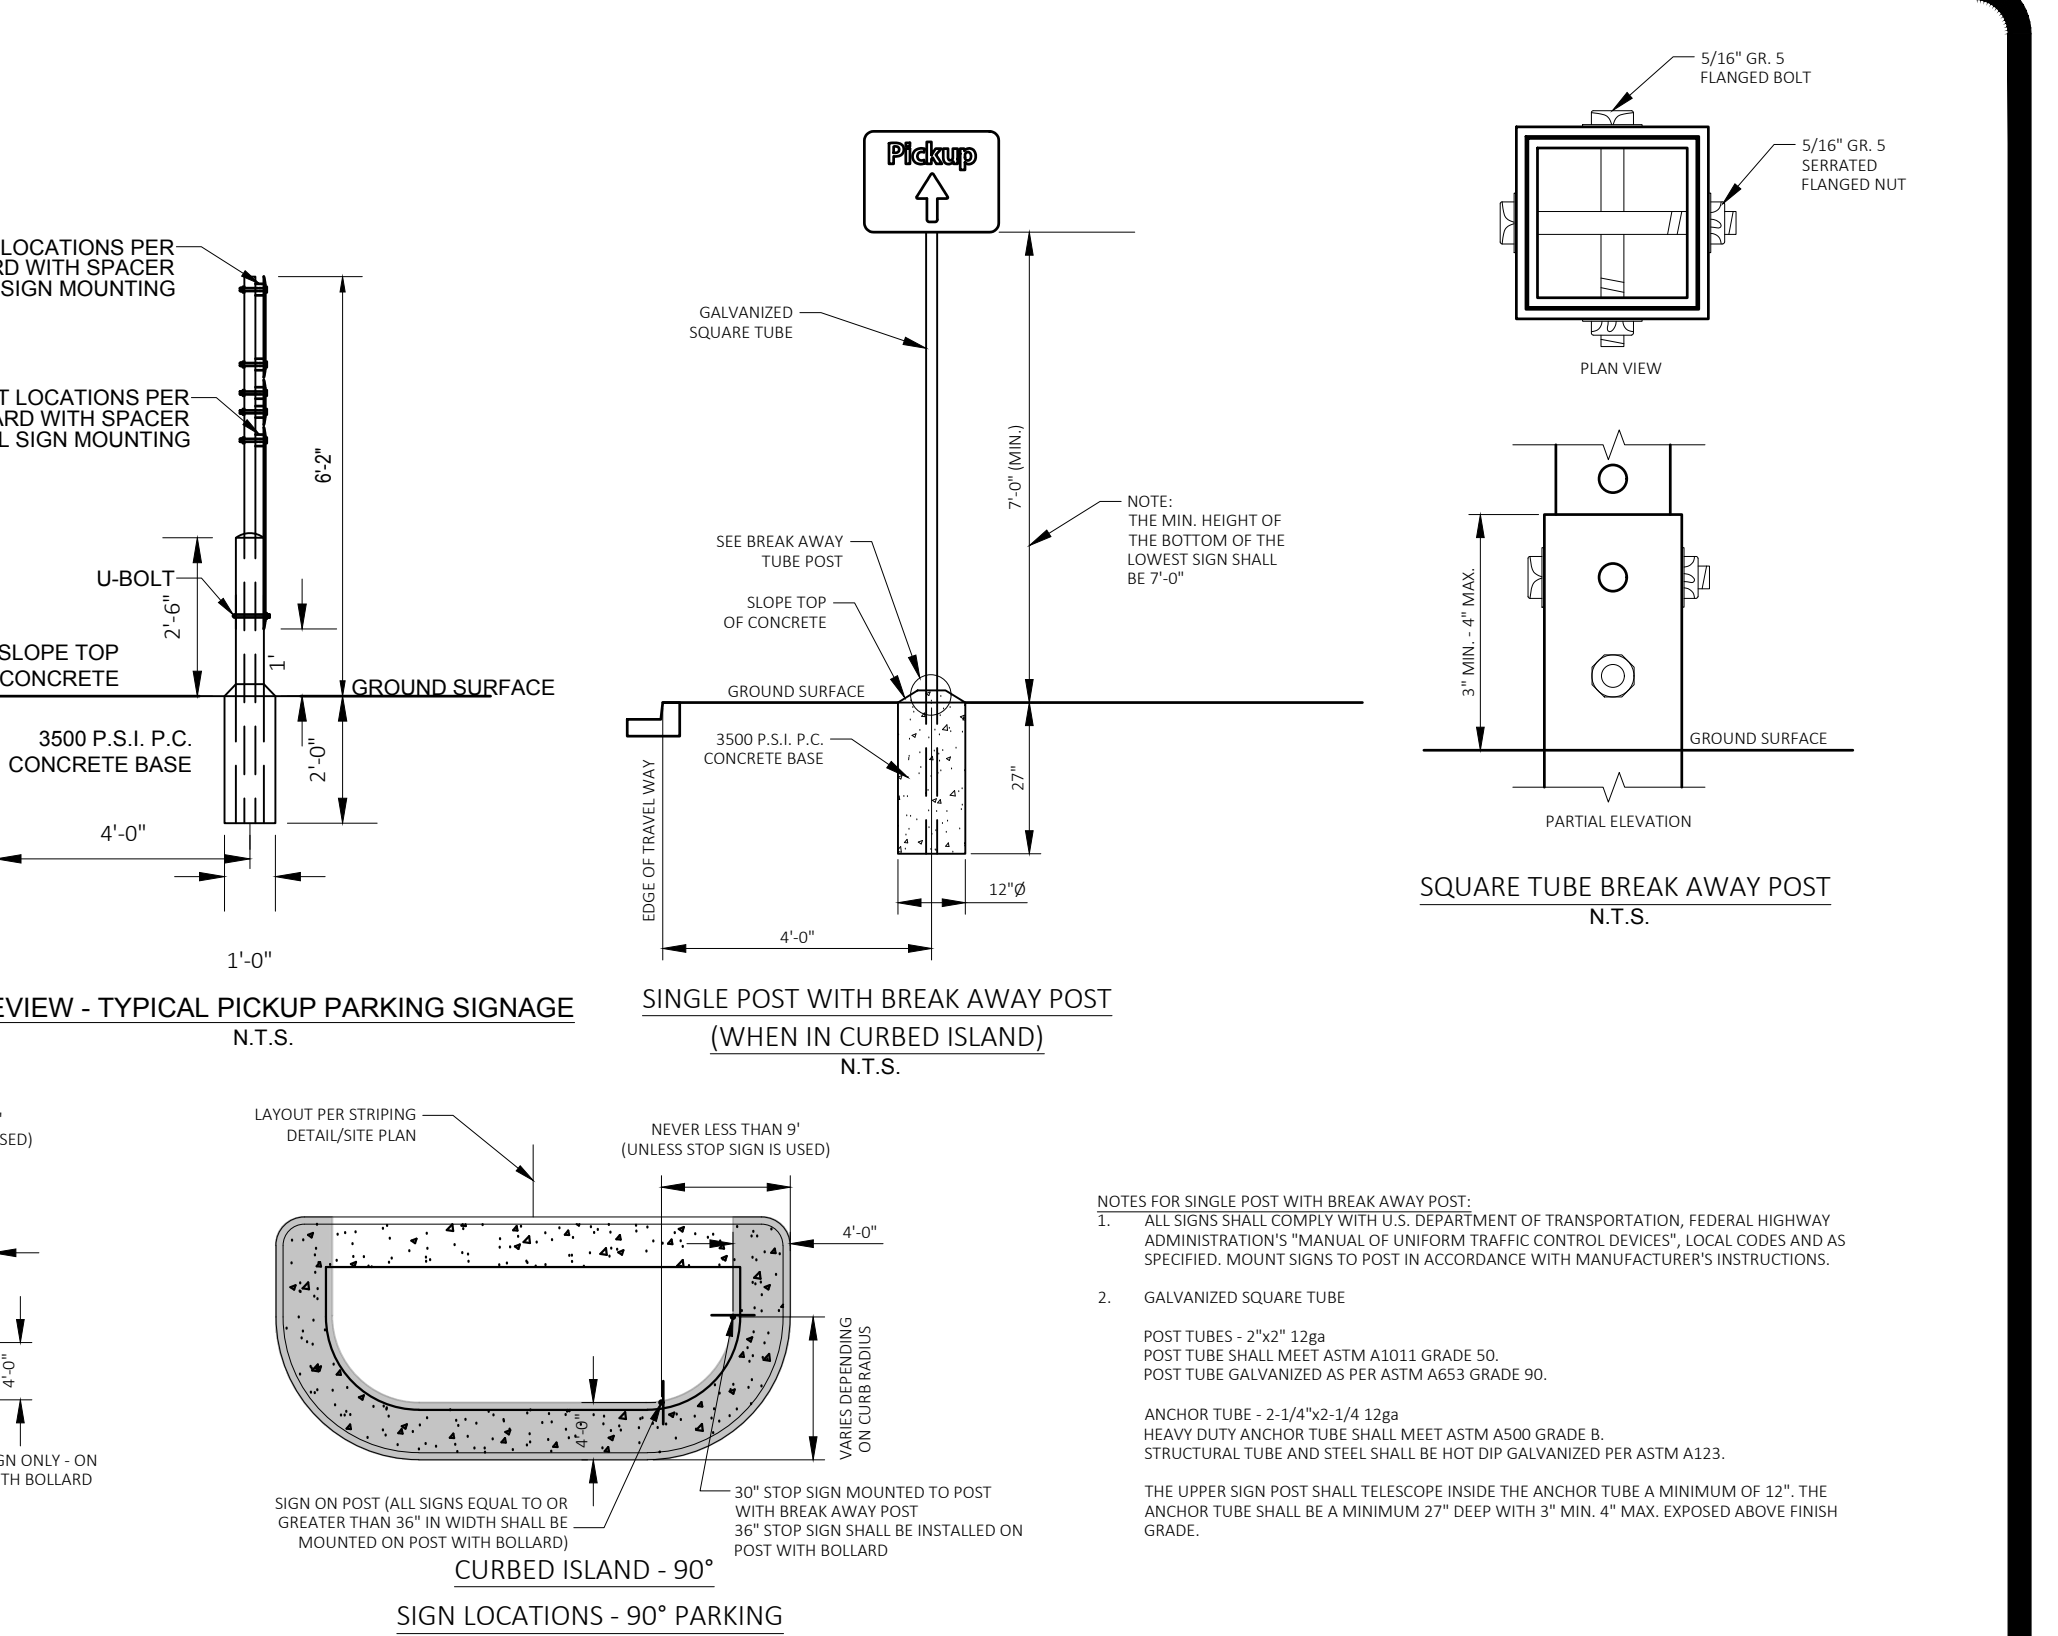 5/16" GR. 5
FLANGED BOLT
5/16" GR. 5
SERRATED
FLANGED NUT
PLAN VIEW
Pickup
LOCATIONS PER
WITH SPACER
SIGN MOUNTING
LOCATIONS PER
WITH SPACER
SIGN MOUNTING
6'-2"
U-BOLT
2'-6"
1'
SLOPE TOP
CONCRETE
GROUND SURFACE
3500 P.S.I. P.C.
CONCRETE BASE
2'-0"
4'-0"
1'-0"
- TYPICAL PICKUP PARKING SIGNAGE
N.T.S.
GALVANIZED
SQUARE TUBE
7'-0" (MIN.)
NOTE:
THE MIN. HEIGHT OF
THE BOTTOM OF THE
LOWEST SIGN SHALL
BE 7'-0"
SEE BREAK AWAY
TUBE POST
SLOPE TOP
OF CONCRETE
GROUND SURFACE
3500 P.S.I. P.C.
CONCRETE BASE
27"
EDGE OF TRAVEL WAY
12"Ø
4'-0"
SINGLE POST WITH BREAK AWAY POST
(WHEN IN CURBED ISLAND)
N.T.S.
3" MIN. - 4" MAX.
GROUND SURFACE
PARTIAL ELEVATION
SQUARE TUBE BREAK AWAY POST
N.T.S.
4'-0"
ONLY - ON
BOLLARD
LAYOUT PER STRIPING
DETAIL/SITE PLAN
NEVER LESS THAN 9'
(UNLESS STOP SIGN IS USED)
4'-0"
VARIES DEPENDING
ON CURB RADIUS
4'-0"
SIGN ON POST (ALL SIGNS EQUAL TO OR
GREATER THAN 36" IN WIDTH SHALL BE
MOUNTED ON POST WITH BOLLARD)
30" STOP SIGN MOUNTED TO POST
WITH BREAK AWAY POST
36" STOP SIGN SHALL BE INSTALLED ON
POST WITH BOLLARD
CURBED ISLAND - 90°
SIGN LOCATIONS - 90° PARKING
NOTES FOR SINGLE POST WITH BREAK AWAY POST:
1. ALL SIGNS SHALL COMPLY WITH U.S. DEPARTMENT OF TRANSPORTATION, FEDERAL HIGHWAY
ADMINISTRATION'S "MANUAL OF UNIFORM TRAFFIC CONTROL DEVICES", LOCAL CODES AND AS
SPECIFIED. MOUNT SIGNS TO POST IN ACCORDANCE WITH MANUFACTURER'S INSTRUCTIONS.
2. GALVANIZED SQUARE TUBE
POST TUBES - 2"x2" 12ga
POST TUBE SHALL MEET ASTM A1011 GRADE 50.
POST TUBE GALVANIZED AS PER ASTM A653 GRADE 90.
ANCHOR TUBE - 2-1/4"x2-1/4 12ga
HEAVY DUTY ANCHOR TUBE SHALL MEET ASTM A500 GRADE B.
STRUCTURAL TUBE AND STEEL SHALL BE HOT DIP GALVANIZED PER ASTM A123.
THE UPPER SIGN POST SHALL TELESCOPE INSIDE THE ANCHOR TUBE A MINIMUM OF 12". THE
ANCHOR TUBE SHALL BE A MINIMUM 27" DEEP WITH 3" MIN. 4" MAX. EXPOSED ABOVE FINISH
GRADE.